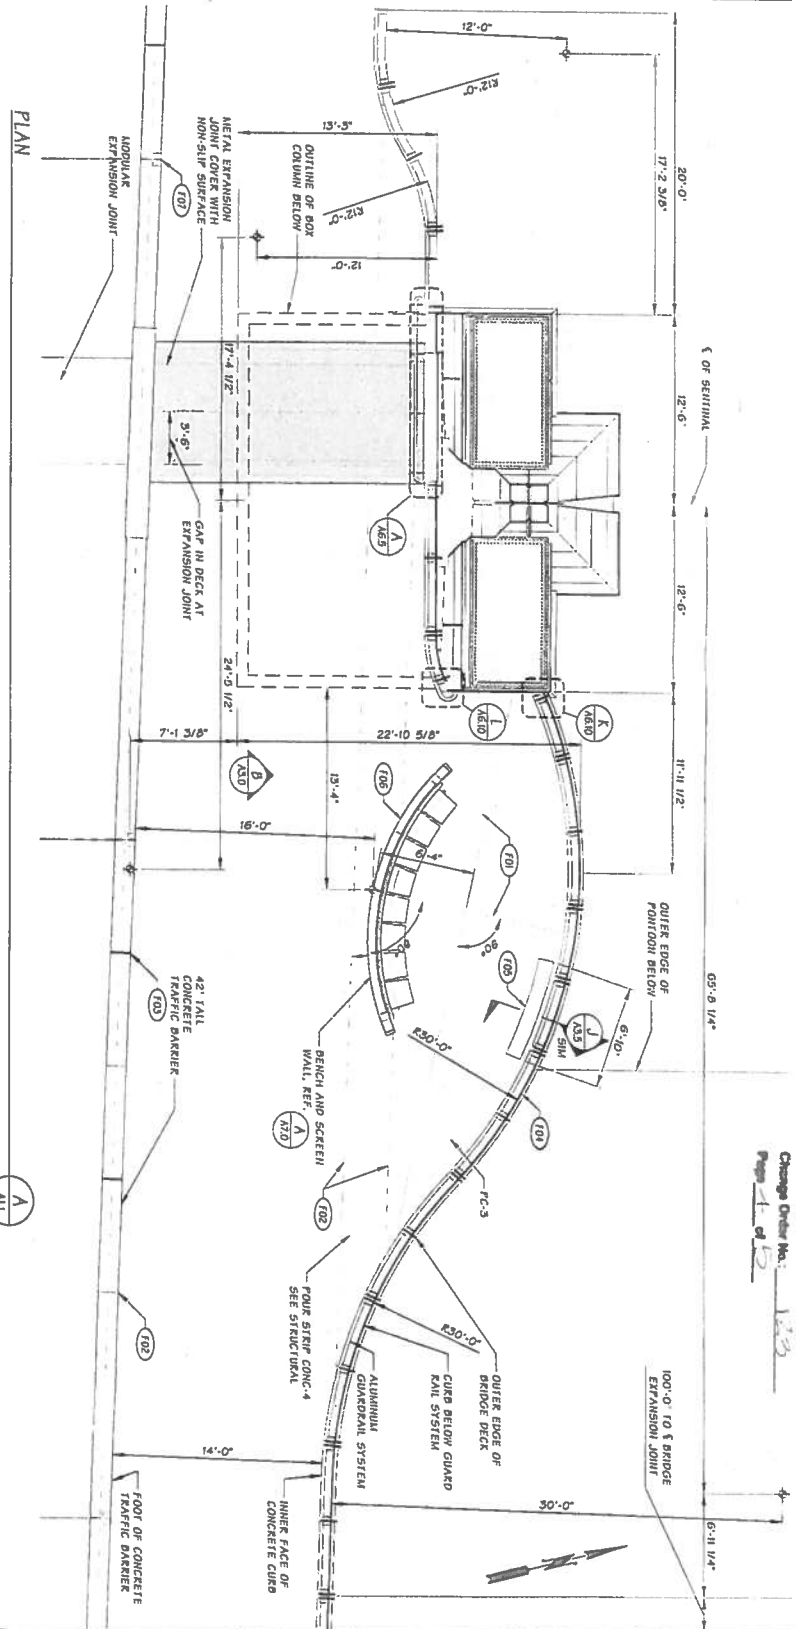 Change Order No.: 123
Page 4 of 5
12'-0"
R12'-0"
20'-0"
17'-2 3/8"
13'-3"
R12'-0"
12'-0"
OUTLINE OF BOX
COLUMN BELOW
METAL EXPANSION
JOINT COVER WITH
NON-SLIP SURFACE
F07
MODULAR
EXPANSION JOINT
PLAN
℄ OF SENTINAL
12'-6"
12'-6"
17'-4 1/2"
3'-6"
GAP IN DECK AT
EXPANSION JOINT
A
A6.5
24'-5 1/2"
L
A6.10
K
A6.10
11'-11 1/2"
7'-1 3/8"
22'-10 5/8"
B
A3.0
13'-4"
16'-0"
F06
F01
6'-4"
F05
OUTER EDGE OF
PONTOON BELOW
65'-8 1/4"
6'-10"
J
A3.5
SIM
R30'-0"
F04
42" TALL
CONCRETE
TRAFFIC BARRIER
F03
BENCH AND SCREEN
WALL, REF.
A
A7.0
F02
FC-3
POUR STRIP CONC-4
SEE STRUCTURAL
F02
A
R30'-0"
OUTER EDGE OF
BRIDGE DECK
CURB BELOW GUARD
RAIL SYSTEM
ALUMINUM
GUARDRAIL SYSTEM
14'-0"
INNER FACE OF
CONCRETE CURB
FOOT OF CONCRETE
TRAFFIC BARRIER
30'-0"
100'-0" TO ℄ BRIDGE
EXPANSION JOINT
6'-11 1/4"
N